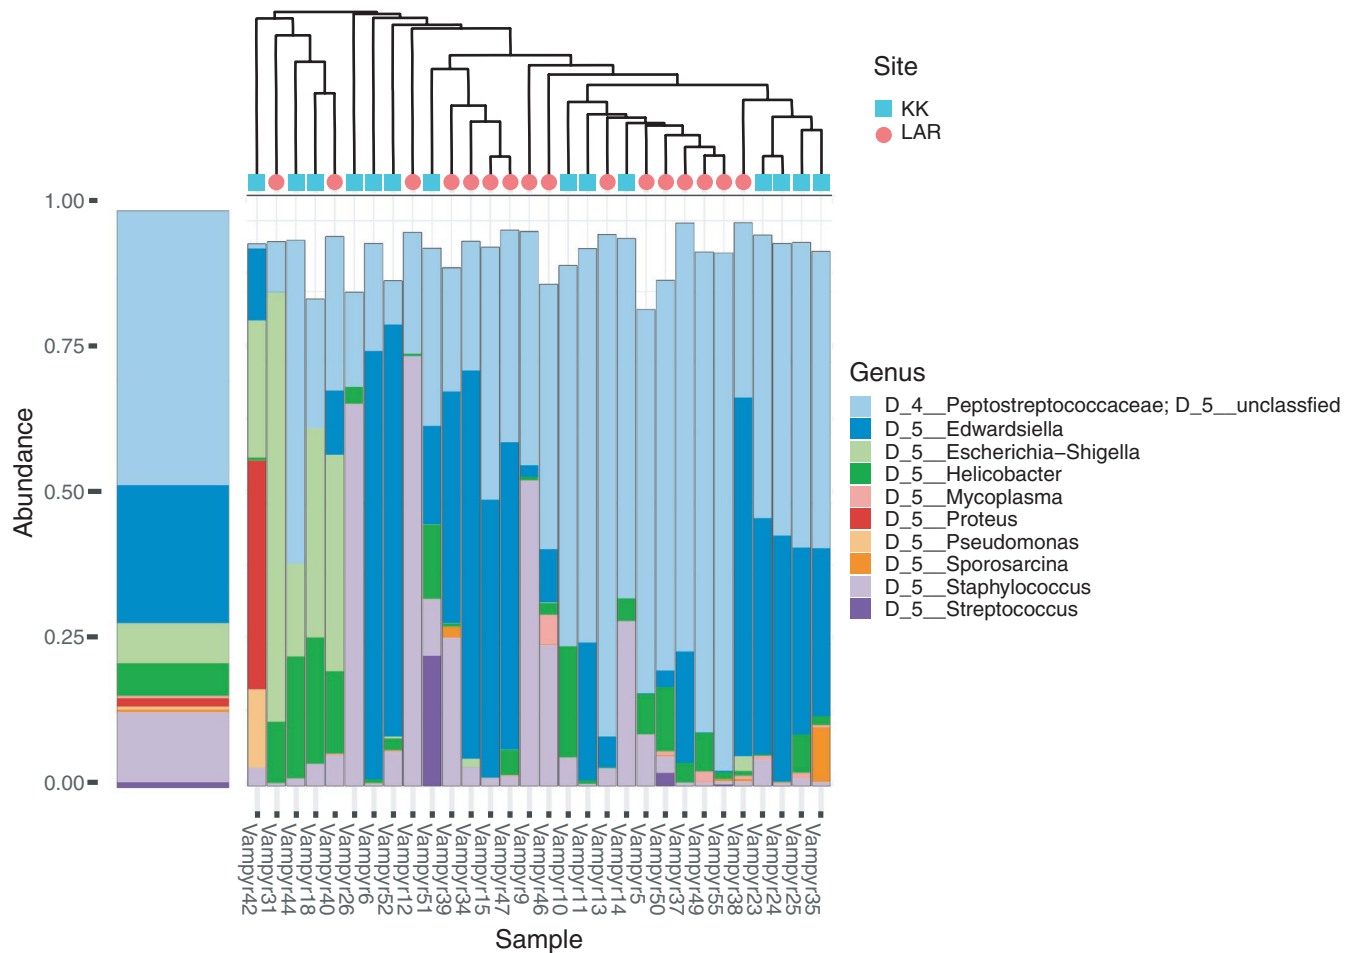 Site
KK
LAR
1.00
0.75
0.50
0.25
0.00
Abundance
Genus
D_4__Peptostreptococcaceae; D_5__unclassfied
D_5__Edwardsiella
D_5__Escherichia–Shigella
D_5__Helicobacter
D_5__Mycoplasma
D_5__Proteus
D_5__Pseudomonas
D_5__Sporosarcina
D_5__Staphylococcus
D_5__Streptococcus
Vampyr42
Vampyr31
Vampyr44
Vampyr18
Vampyr40
Vampyr26
Vampyr6
Vampyr52
Vampyr12
Vampyr51
Vampyr39
Vampyr34
Vampyr15
Vampyr47
Vampyr9
Vampyr46
Vampyr10
Vampyr11
Vampyr13
Vampyr14
Vampyr5
Vampyr50
Vampyr37
Vampyr49
Vampyr55
Vampyr38
Vampyr23
Vampyr24
Vampyr25
Vampyr35
Sample